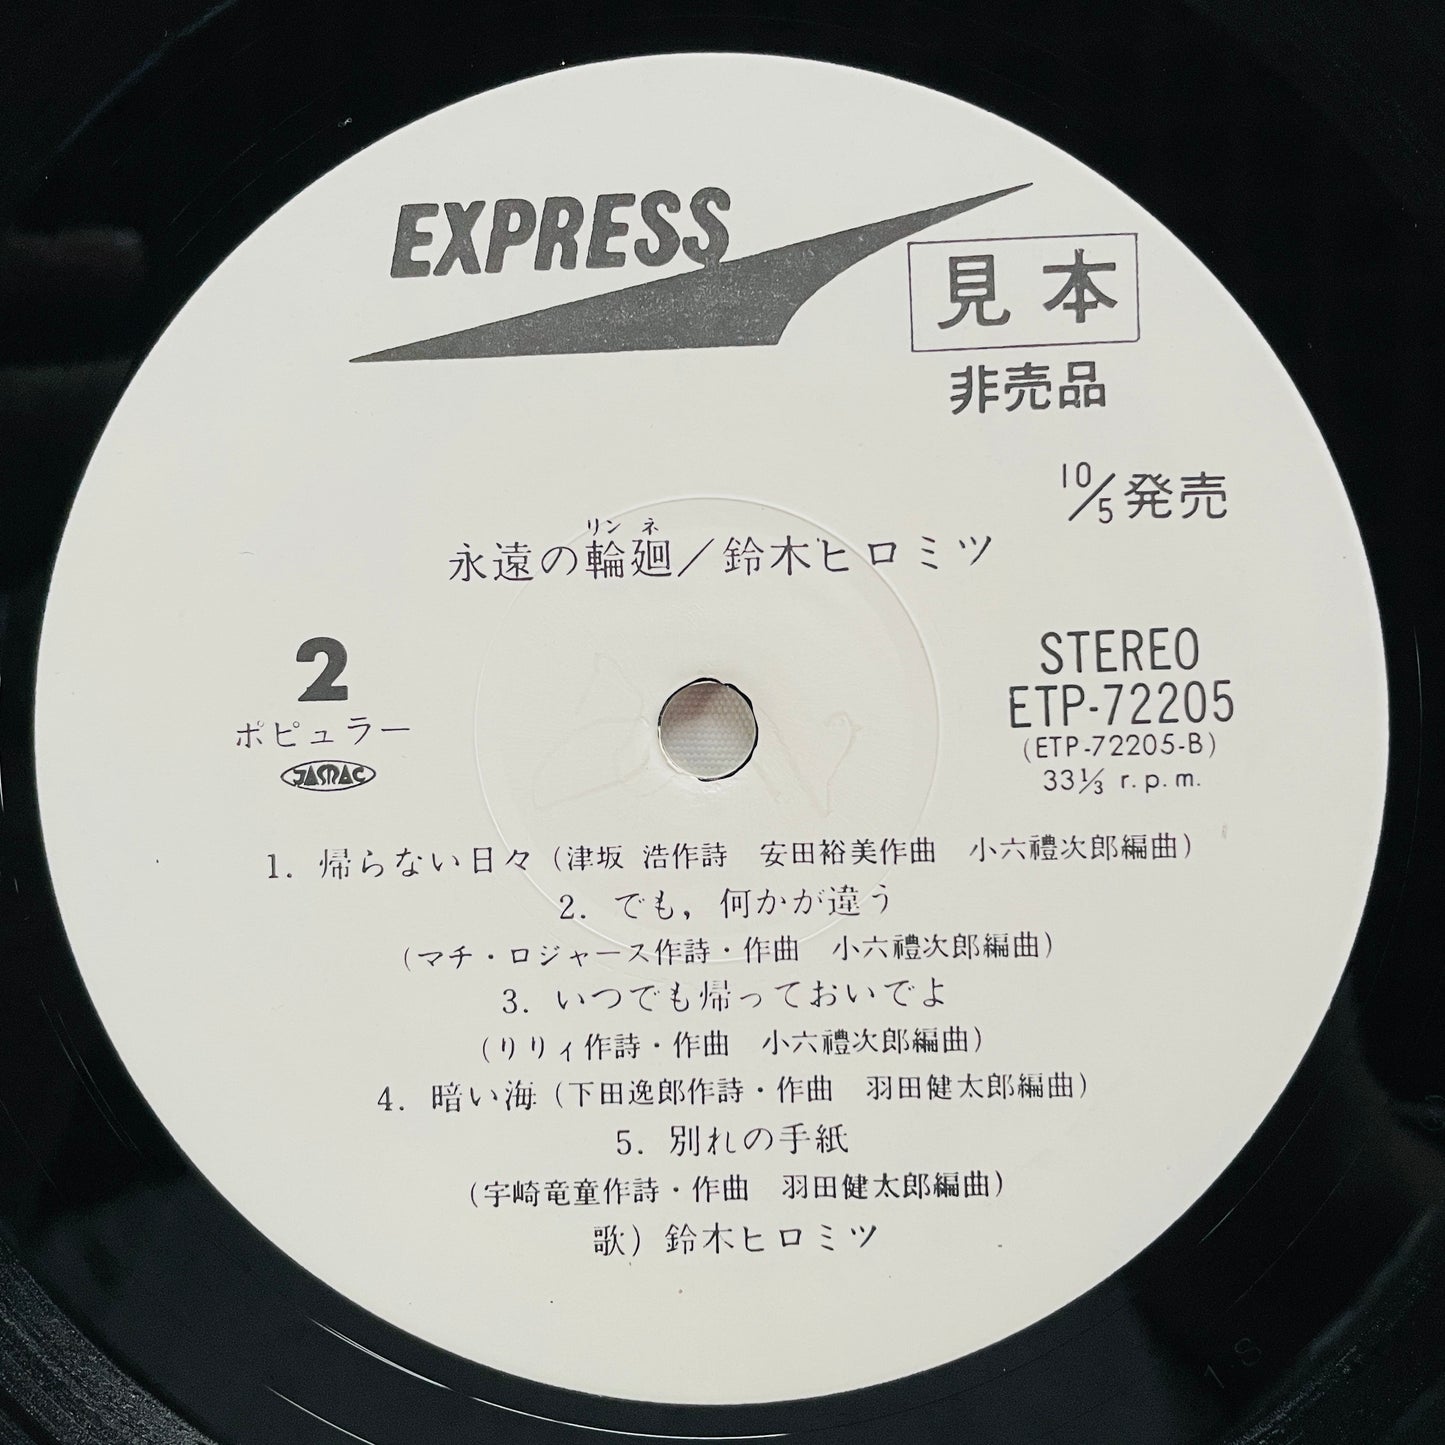 EXPRESS
見本
非売品
10/5発売
リンネ
永遠の輪廻／鈴木ヒロミツ
2
ポピュラー
JASRAC
STEREO
ETP-72205
(ETP-72205-B)
33⅓ r.p.m.
1. 帰らない日々 (津坂 浩作詩 安田裕美作曲 小六禮次郎編曲)
2. でも，何かが違う
(マチ・ロジャース作詩・作曲 小六禮次郎編曲)
3. いつでも帰っておいでよ
(りりィ作詩・作曲 小六禮次郎編曲)
4. 暗い海 (下田逸郎作詩・作曲 羽田健太郎編曲)
5. 別れの手紙
(宇崎竜童作詩・作曲 羽田健太郎編曲)
歌) 鈴木ヒロミツ
1-S